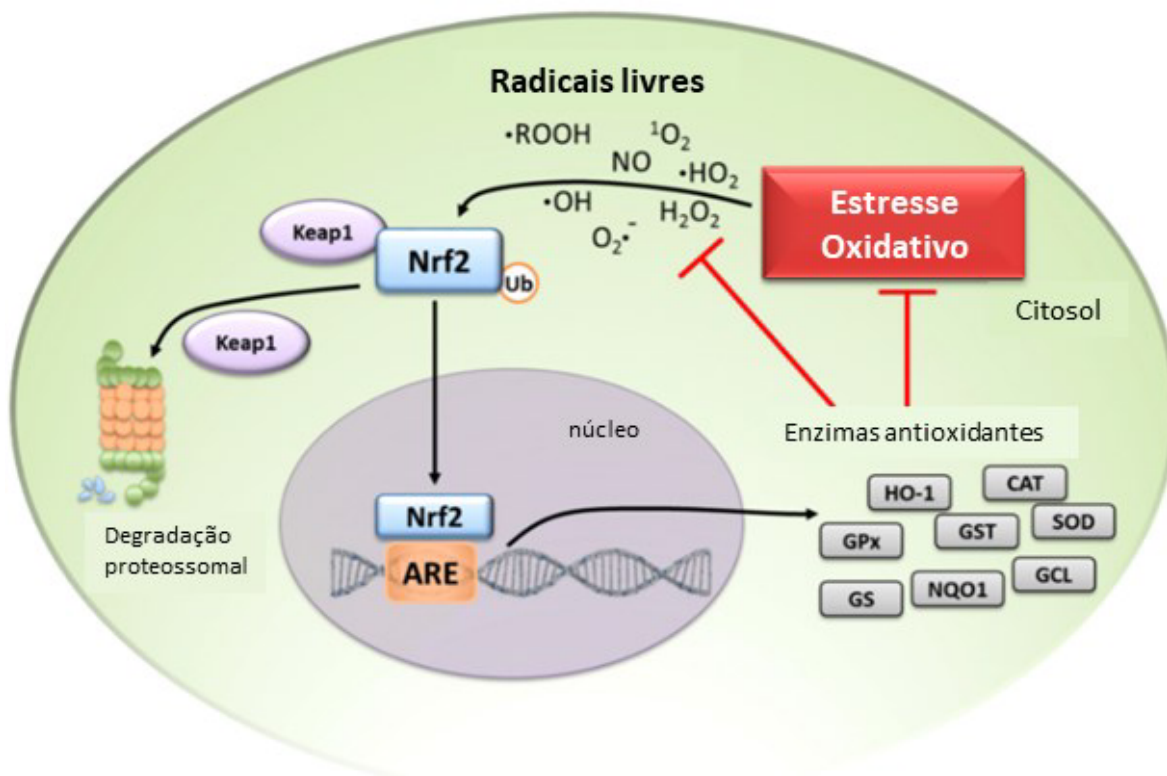 Radicais livres
·ROOH
¹O₂
NO
·HO₂
·OH
H₂O₂
O₂·⁻
Estresse
Oxidativo
Citosol
Keap1
Nrf2
Ub
Keap1
Degradação
proteossomal
núcleo
Nrf2
ARE
Enzimas antioxidantes
HO-1
CAT
GPx
GST
SOD
GS
NQO1
GCL